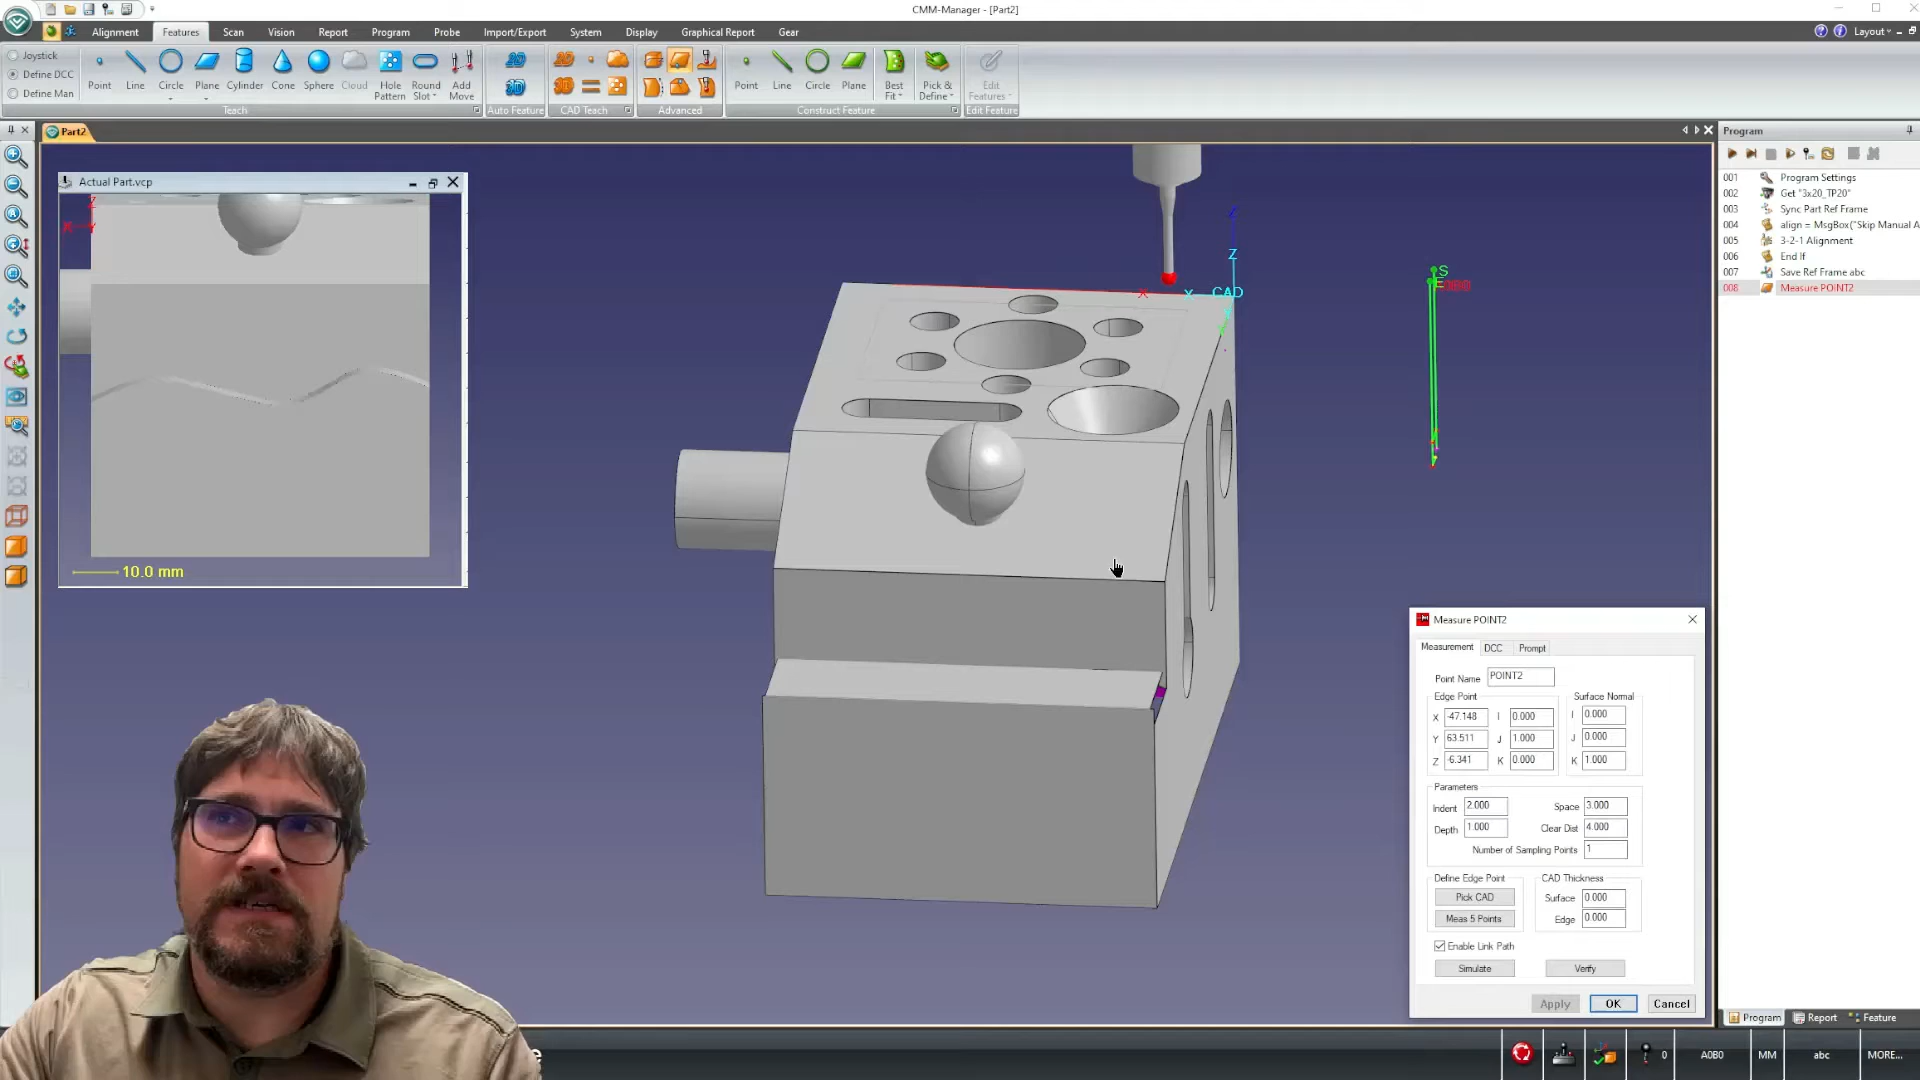 CMM-Manager - [Part2]
Alignment Features Scan Vision Report Program Probe Import/Export System Display Graphical Report Gear Layout
Joystick
Define DCC
Define Man
Point Line Circle Plane Cylinder Cone Sphere Cloud Hole Pattern Round Slot Add Move
2D
3D
2D
3D
Point Line Circle Plane Best Fit Pick & Define Edit Features
Teach Auto Feature CAD Teach Advanced Construct Feature Edit Feature
Part2
Program
001 Program Settings
002 Get "3x20_TP20"
003 Sync Part Ref Frame
004 align = MsgBox("Skip Manual A
005 3-2-1 Alignment
006 End If
007 Save Ref Frame abc
008 Measure POINT2
Actual Part.vcp
Z
X
Y
10.0 mm
Z
Z
X
X
CAD
Y
S
E
Measure POINT2
Measurement DCC Prompt
Point Name POINT2
Edge Point Surface Normal
X -47.148 I 0.000 I 0.000
Y 63.511 J 1.000 J 0.000
Z -6.341 K 0.000 K 1.000
Parameters
Indent 2.000 Space 3.000
Depth 1.000 Clear Dist 4.000
Number of Sampling Points 1
Define Edge Point CAD Thickness
Pick CAD Surface 0.000
Meas 5 Points Edge 0.000
Enable Link Path
Simulate Verify
Apply OK Cancel
Program Report Feature
0 A0B0 MM abc MORE...